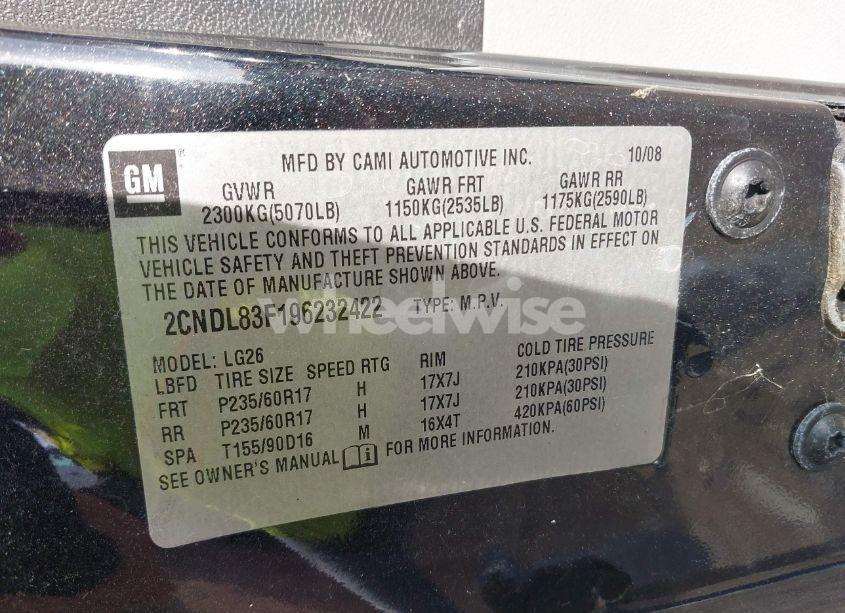 GM ®
MFD BY CAMI AUTOMOTIVE INC. 10/08
GVWR GAWR FRT GAWR RR
2300KG(5070LB) 1150KG(2535LB) 1175KG(2590LB)
THIS VEHICLE CONFORMS TO ALL APPLICABLE U.S. FEDERAL MOTOR
VEHICLE SAFETY AND THEFT PREVENTION STANDARDS IN EFFECT ON
THE DATE OF MANUFACTURE SHOWN ABOVE.
2CNDL83F196232422 TYPE: M.P.V.
wheelwise
MODEL: LG26
LBFD TIRE SIZE SPEED RTG RIM COLD TIRE PRESSURE
FRT P235/60R17 H 17X7J 210KPA(30PSI)
RR P235/60R17 H 17X7J 210KPA(30PSI)
SPA T155/90D16 M 16X4T 420KPA(60PSI)
SEE OWNER'S MANUAL i FOR MORE INFORMATION.